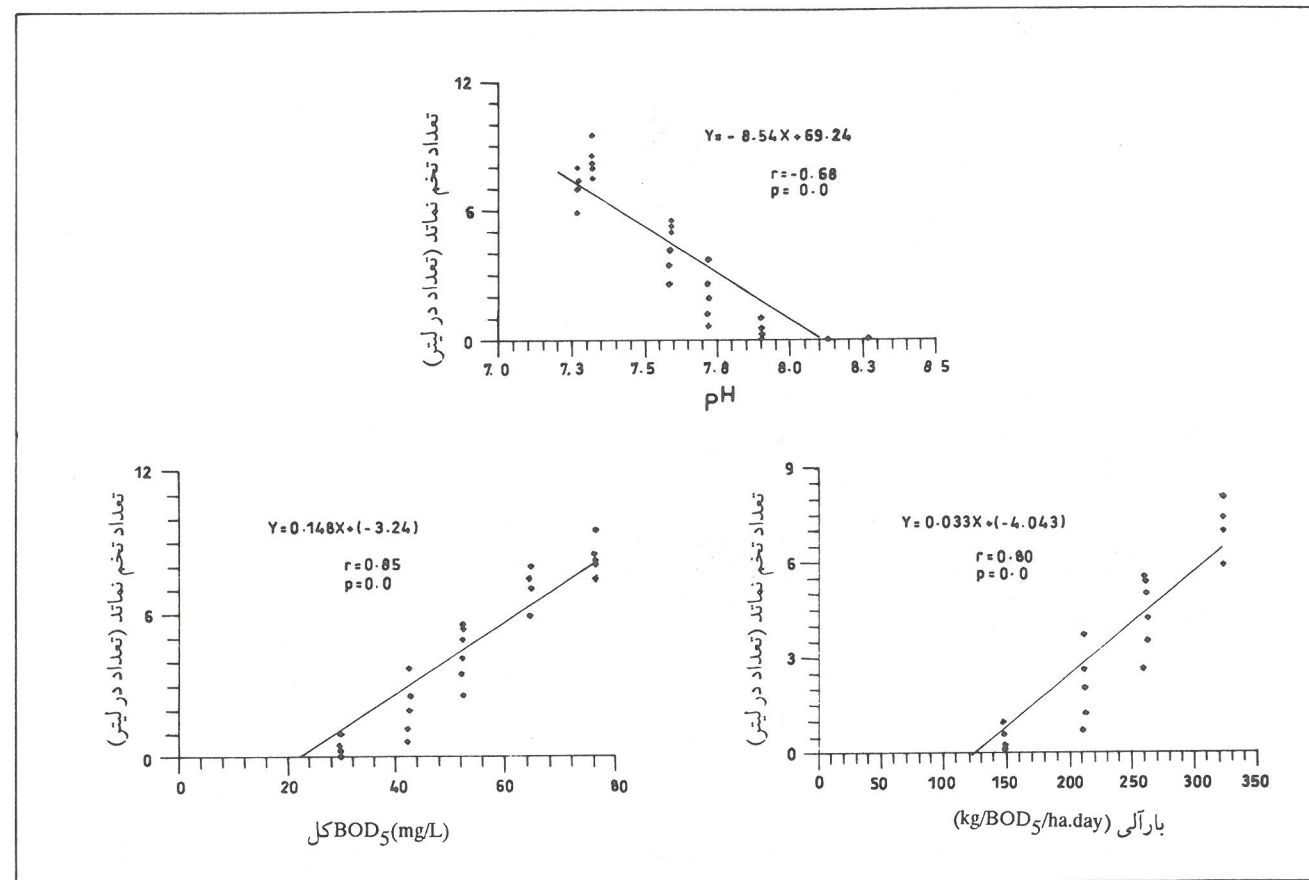 تعداد تخم نماتد (تعداد در لیتر)
12
6
0
Y= - 8.54X+69.24
r=-0.68
p= 0.0
7.0 7.3 7.5 7.8 8.0 8.3 8 5
PH
تعداد تخم نماتد (تعداد در لیتر)
12
6
0
Y=0.148X+(-3.24)
r=0.85
p=0.0
0 20 40 60 80
کل BOD5(mg/L)
تعداد تخم نماتد (تعداد در لیتر)
9
6
3
0
Y=0.033X+(-4.043)
r=0.80
p=0.0
0 50 100 150 200 250 300 350
بارآلی (kg/BOD5/ha.day)